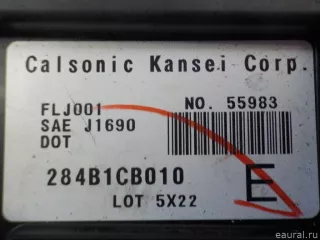 Calsonic Kansei Corp.
FLJ001 NO. 55983
SAE J1690
DOT
284B1CB010 E
LOT 5X22
eaural.ru